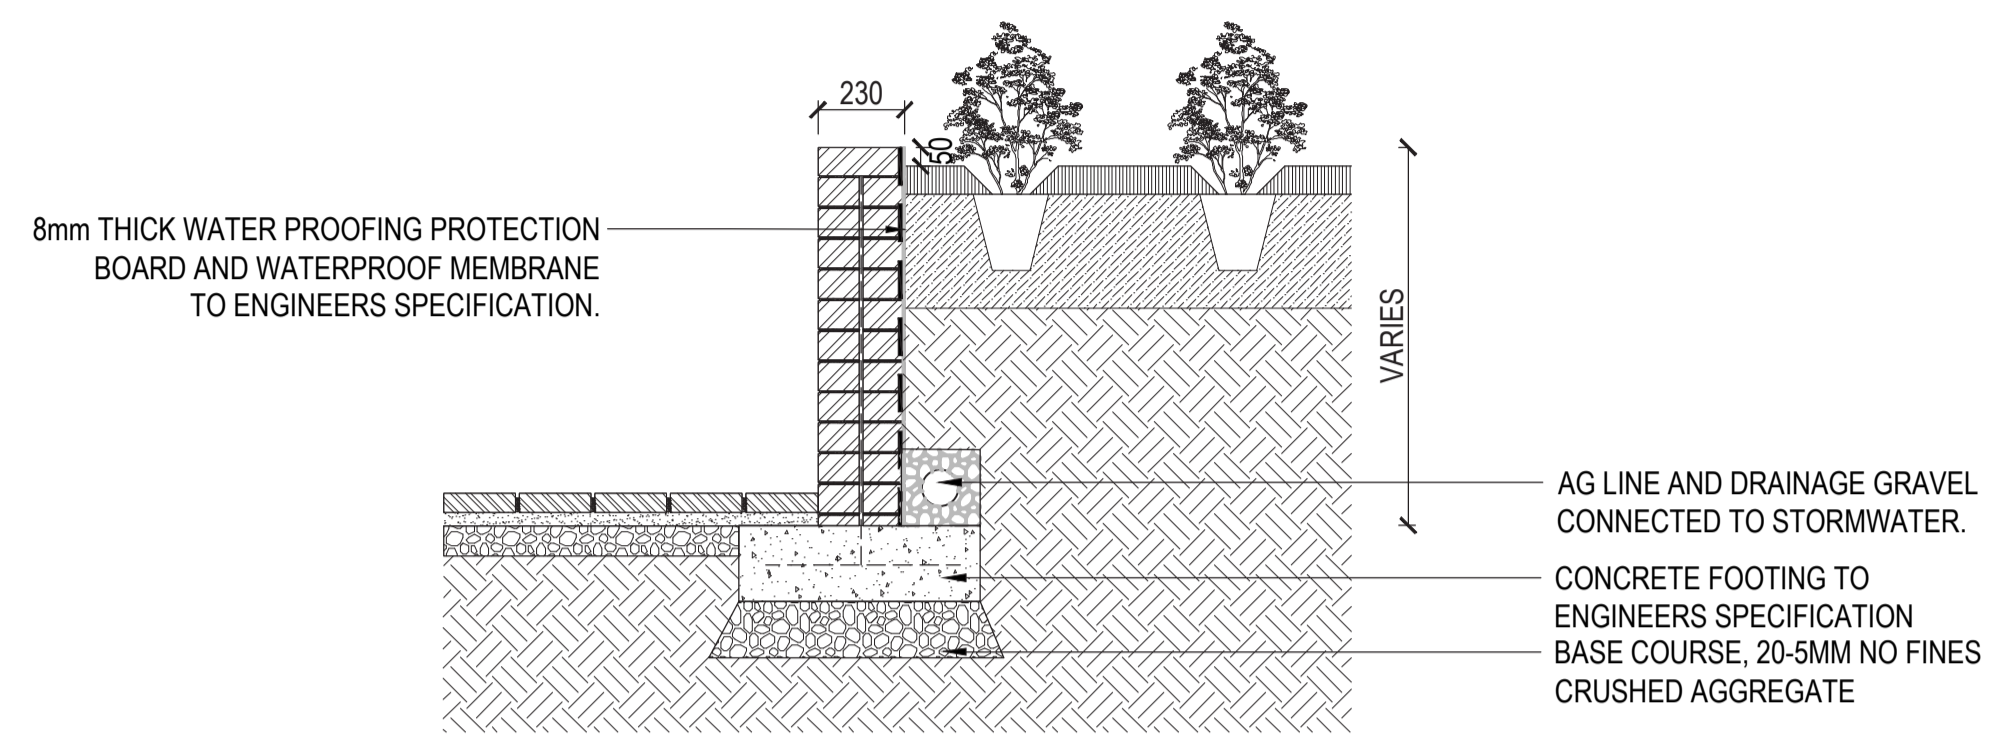 230
50
8mm THICK WATER PROOFING PROTECTION
BOARD AND WATERPROOF MEMBRANE
TO ENGINEERS SPECIFICATION.
VARIES
AG LINE AND DRAINAGE GRAVEL
CONNECTED TO STORMWATER.
CONCRETE FOOTING TO
ENGINEERS SPECIFICATION
BASE COURSE, 20-5MM NO FINES
CRUSHED AGGREGATE